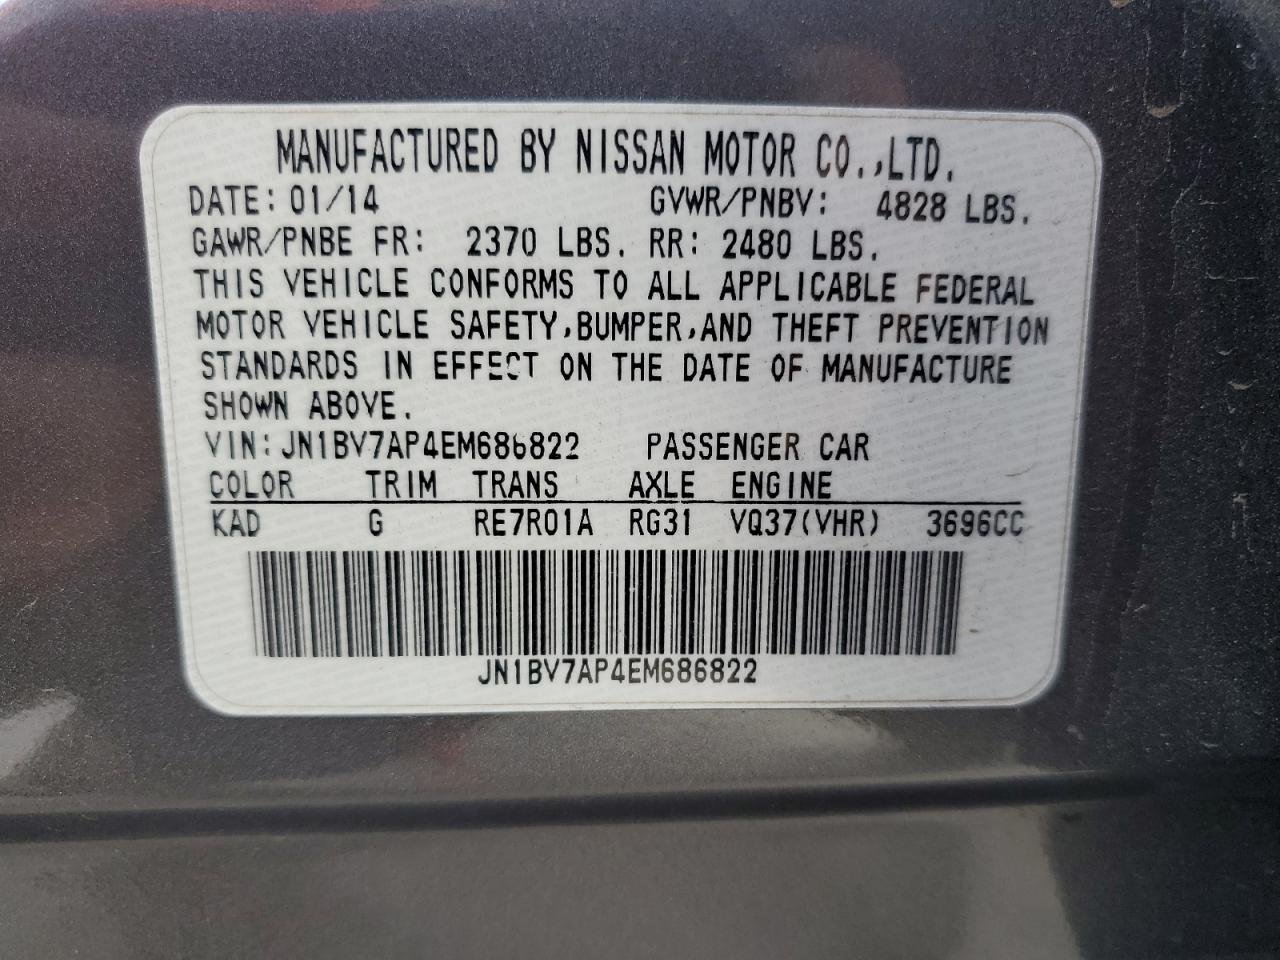 MANUFACTURED BY NISSAN MOTOR CO.,LTD.
DATE: 01/14 GVWR/PNBV: 4828 LBS.
GAWR/PNBE FR: 2370 LBS. RR: 2480 LBS.
THIS VEHICLE CONFORMS TO ALL APPLICABLE FEDERAL
MOTOR VEHICLE SAFETY,BUMPER,AND THEFT PREVENTION
STANDARDS IN EFFECT ON THE DATE OF MANUFACTURE
SHOWN ABOVE.
VIN: JN1BV7AP4EM686822 PASSENGER CAR
COLOR TRIM TRANS AXLE ENGINE
KAD G RE7R01A RG31 VQ37(VHR) 3696CC
JN1BV7AP4EM686822